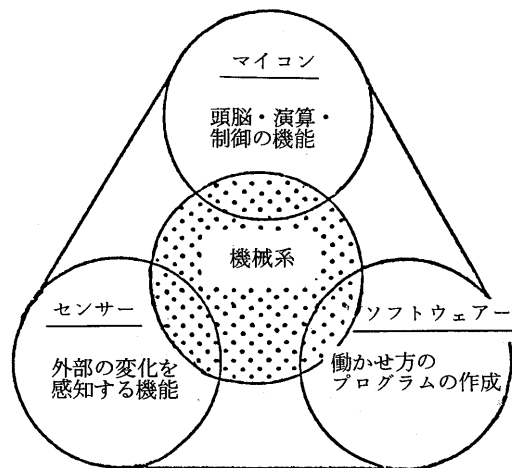 マイコン
頭脳・演算・
制御の機能
機械系
センサー
外部の変化を
感知する機能
ソフトウェアー
働かせ方の
プログラムの作成